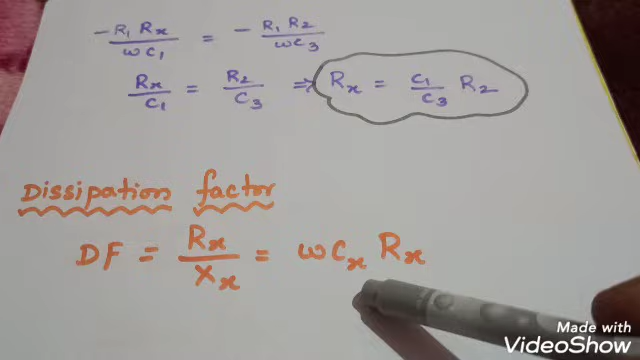 -R₁ Rₓ / ωC₁ = - R₁ R₂ / ωC₃
Rₓ / C₁ = R₂ / C₃ ⇒ Rₓ = C₁ / C₃ R₂
Dissipation factor
DF = Rₓ / Xₓ = ωCₓ Rₓ
Made with
VideoShow